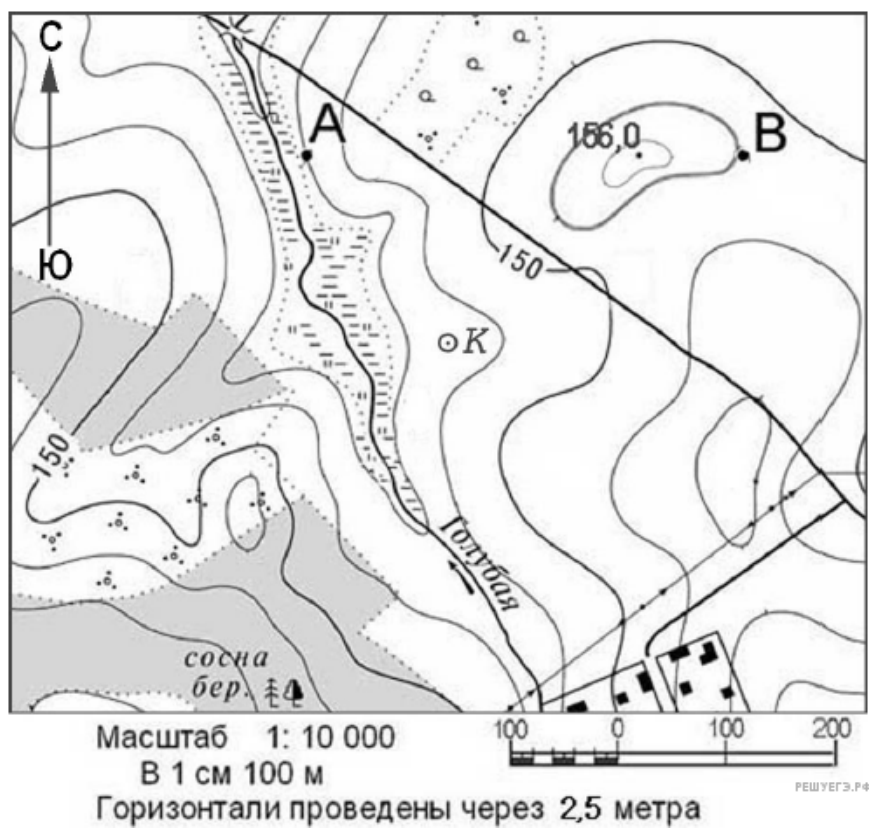 С
А
В
156,0
Ю
150
К
150
Голубая
сосна
бер.
Масштаб 1: 10 000
В 1 см 100 м
Горизонтали проведены через 2,5 метра
100 0 100 200
РЕШУЕГЭ.РФ